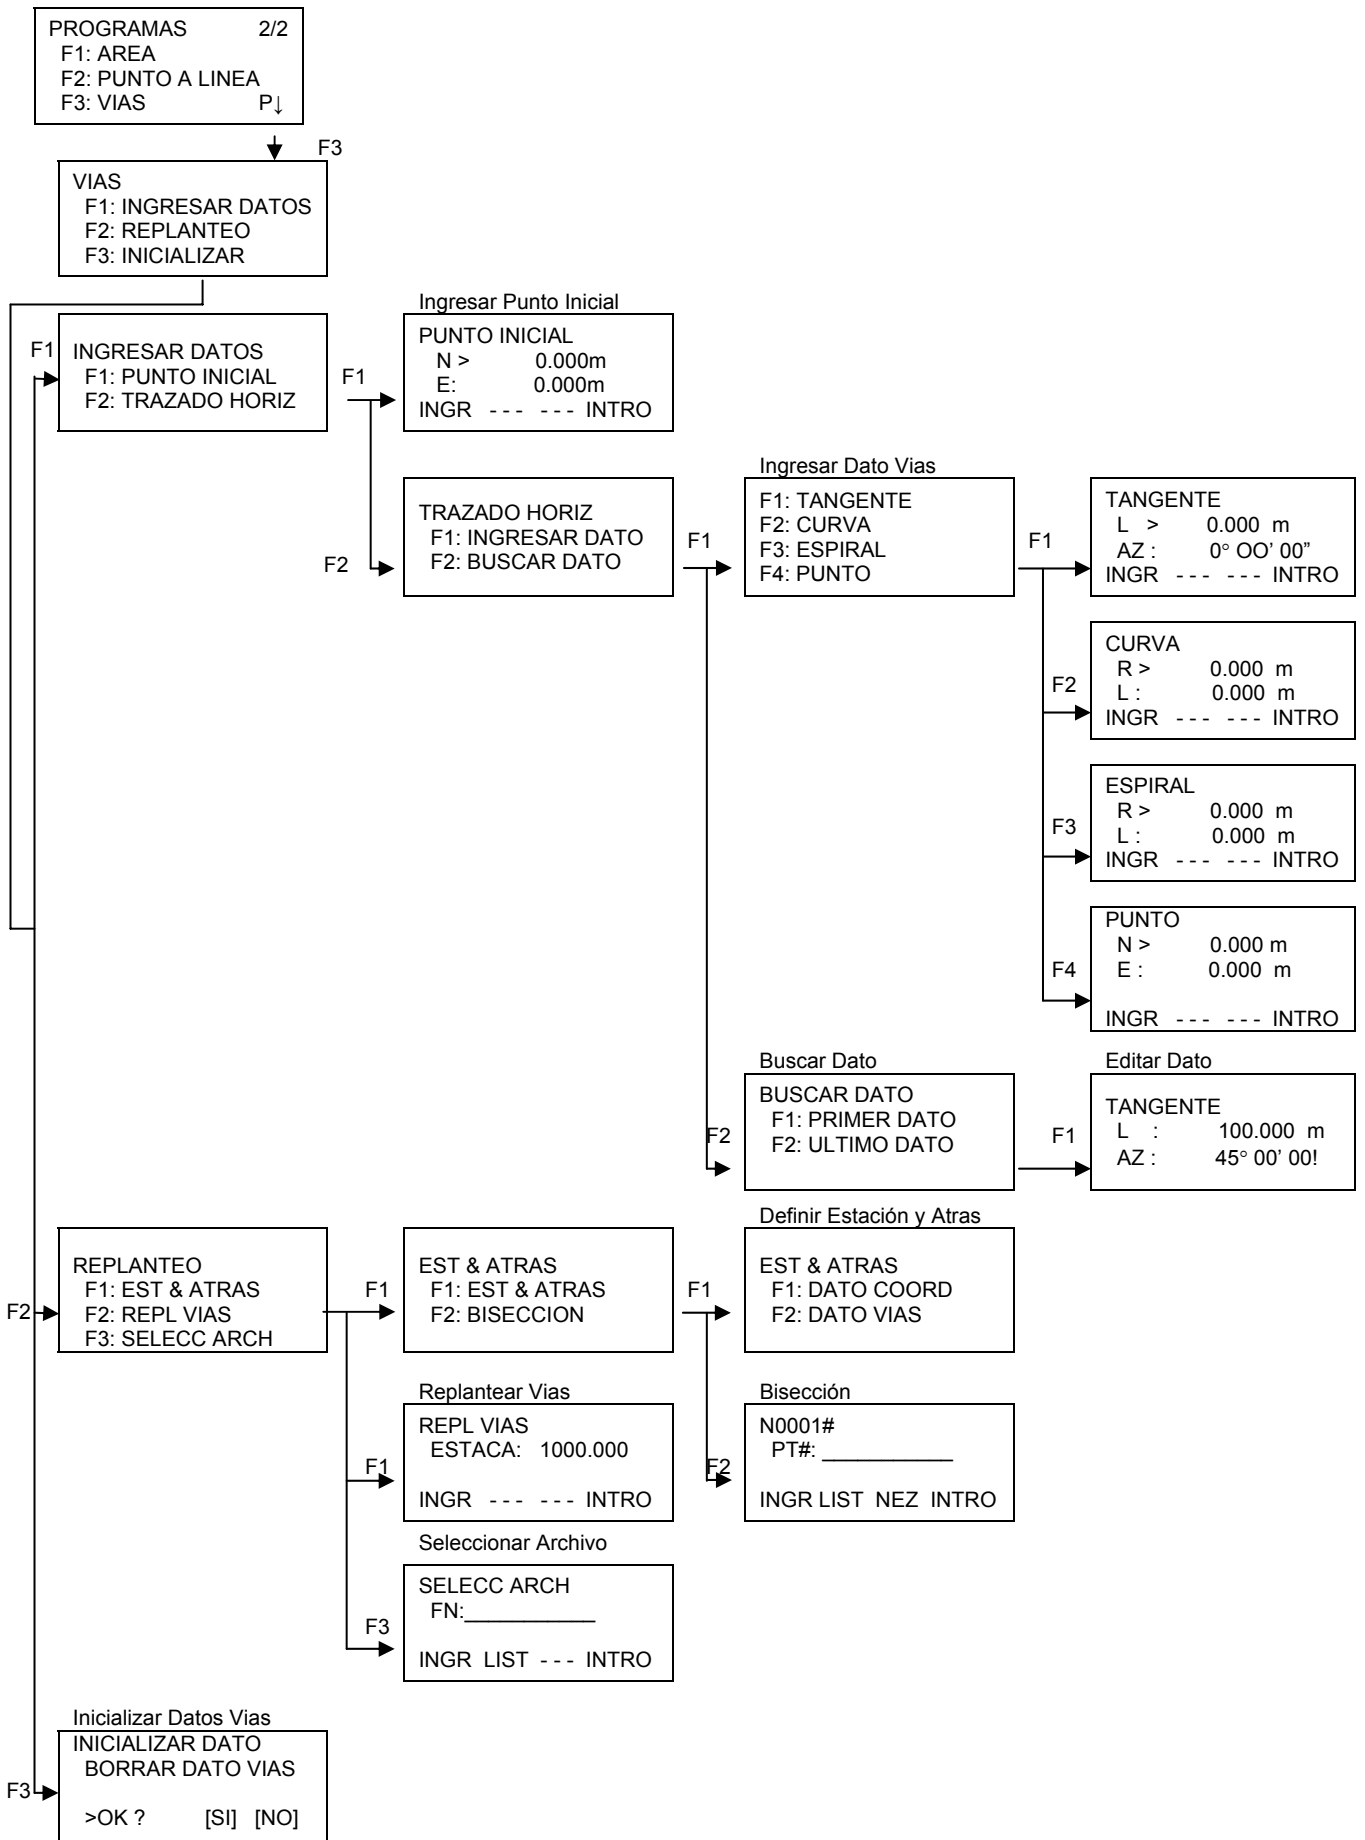 PROGRAMAS 2/2
F1: AREA
F2: PUNTO A LINEA
F3: VIAS P↓
F3
VIAS
F1: INGRESAR DATOS
F2: REPLANTEO
F3: INICIALIZAR
F1
INGRESAR DATOS
F1: PUNTO INICIAL
F2: TRAZADO HORIZ
F1
Ingresar Punto Inicial
PUNTO INICIAL
N > 0.000m
E: 0.000m
INGR --- --- INTRO
F2
TRAZADO HORIZ
F1: INGRESAR DATO
F2: BUSCAR DATO
F1
Ingresar Dato Vias
F1: TANGENTE
F2: CURVA
F3: ESPIRAL
F4: PUNTO
F1
TANGENTE
L > 0.000 m
AZ : 0° OO' 00”
INGR --- --- INTRO
F2
CURVA
R > 0.000 m
L : 0.000 m
INGR --- --- INTRO
F3
ESPIRAL
R > 0.000 m
L : 0.000 m
INGR --- --- INTRO
F4
PUNTO
N > 0.000 m
E : 0.000 m
INGR --- --- INTRO
F2
Buscar Dato
BUSCAR DATO
F1: PRIMER DATO
F2: ULTIMO DATO
F1
Editar Dato
TANGENTE
L : 100.000 m
AZ : 45° 00' 00!
F2
REPLANTEO
F1: EST & ATRAS
F2: REPL VIAS
F3: SELECC ARCH
F1
EST & ATRAS
F1: EST & ATRAS
F2: BISECCION
F1
Definir Estación y Atras
EST & ATRAS
F1: DATO COORD
F2: DATO VIAS
F1
Replantear Vias
REPL VIAS
ESTACA: 1000.000
INGR --- --- INTRO
F2
Bisección
N0001#
PT#: ___________
INGR LIST NEZ INTRO
F3
Seleccionar Archivo
SELECC ARCH
FN:___________
INGR LIST --- INTRO
F3
Inicializar Datos Vias
INICIALIZAR DATO
BORRAR DATO VIAS
>OK ? [SI] [NO]